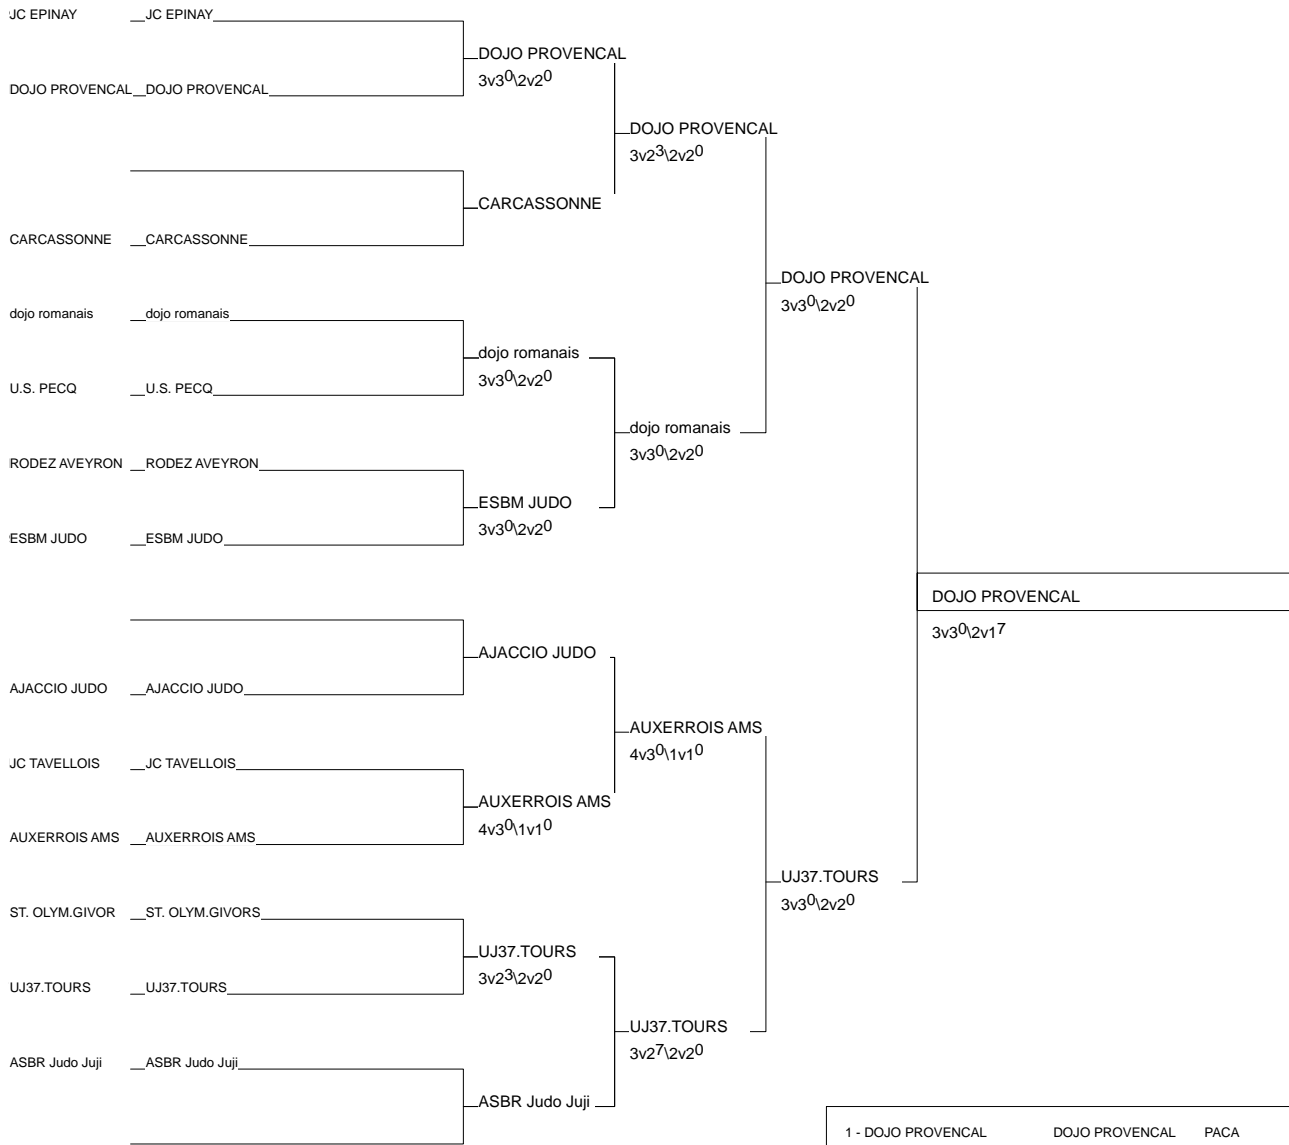 JC EPINAY JC EPINAY
DOJO PROVENCAL
3v3⁰\2v2⁰
DOJO PROVENCAL DOJO PROVENCAL
DOJO PROVENCAL
3v2³\2v2⁰
CARCASSONNE
CARCASSONNE CARCASSONNE
DOJO PROVENCAL
3v3⁰\2v2⁰
dojo romanais dojo romanais
dojo romanais
3v3⁰\2v2⁰
U.S. PECQ U.S. PECQ
dojo romanais
3v3⁰\2v2⁰
RODEZ AVEYRON RODEZ AVEYRON
ESBM JUDO
3v3⁰\2v2⁰
ESBM JUDO ESBM JUDO
DOJO PROVENCAL
3v3⁰\2v1⁷
AJACCIO JUDO
AJACCIO JUDO AJACCIO JUDO
AUXERROIS AMS
4v3⁰\1v1⁰
JC TAVELLOIS JC TAVELLOIS
AUXERROIS AMS
4v3⁰\1v1⁰
AUXERROIS AMS AUXERROIS AMS
UJ37.TOURS
3v3⁰\2v2⁰
ST. OLYM.GIVOR ST. OLYM.GIVORS
UJ37.TOURS
3v2³\2v2⁰
UJ37.TOURS UJ37.TOURS
UJ37.TOURS
3v2⁷\2v2⁰
ASBR Judo Juji ASBR Judo Juji
ASBR Judo Juji
1 - DOJO PROVENCAL DOJO PROVENCAL PACA